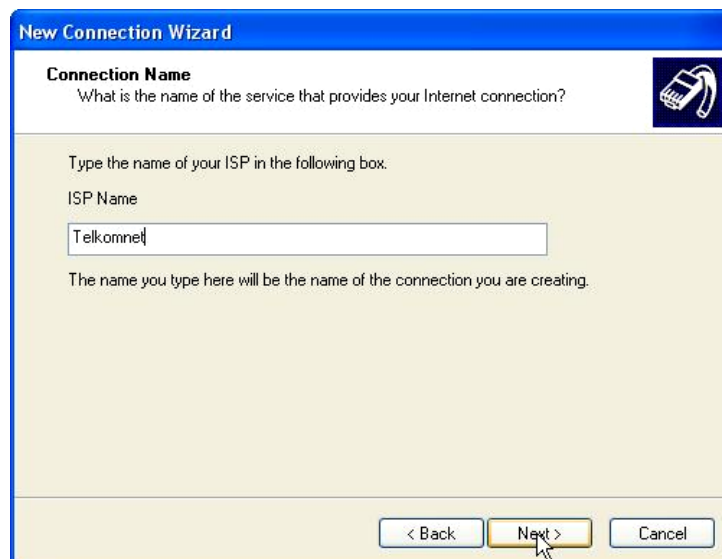 New Connection Wizard
Connection Name
What is the name of the service that provides your Internet connection?
Type the name of your ISP in the following box.
ISP Name
Telkomnet
The name you type here will be the name of the connection you are creating.
< Back Next > Cancel